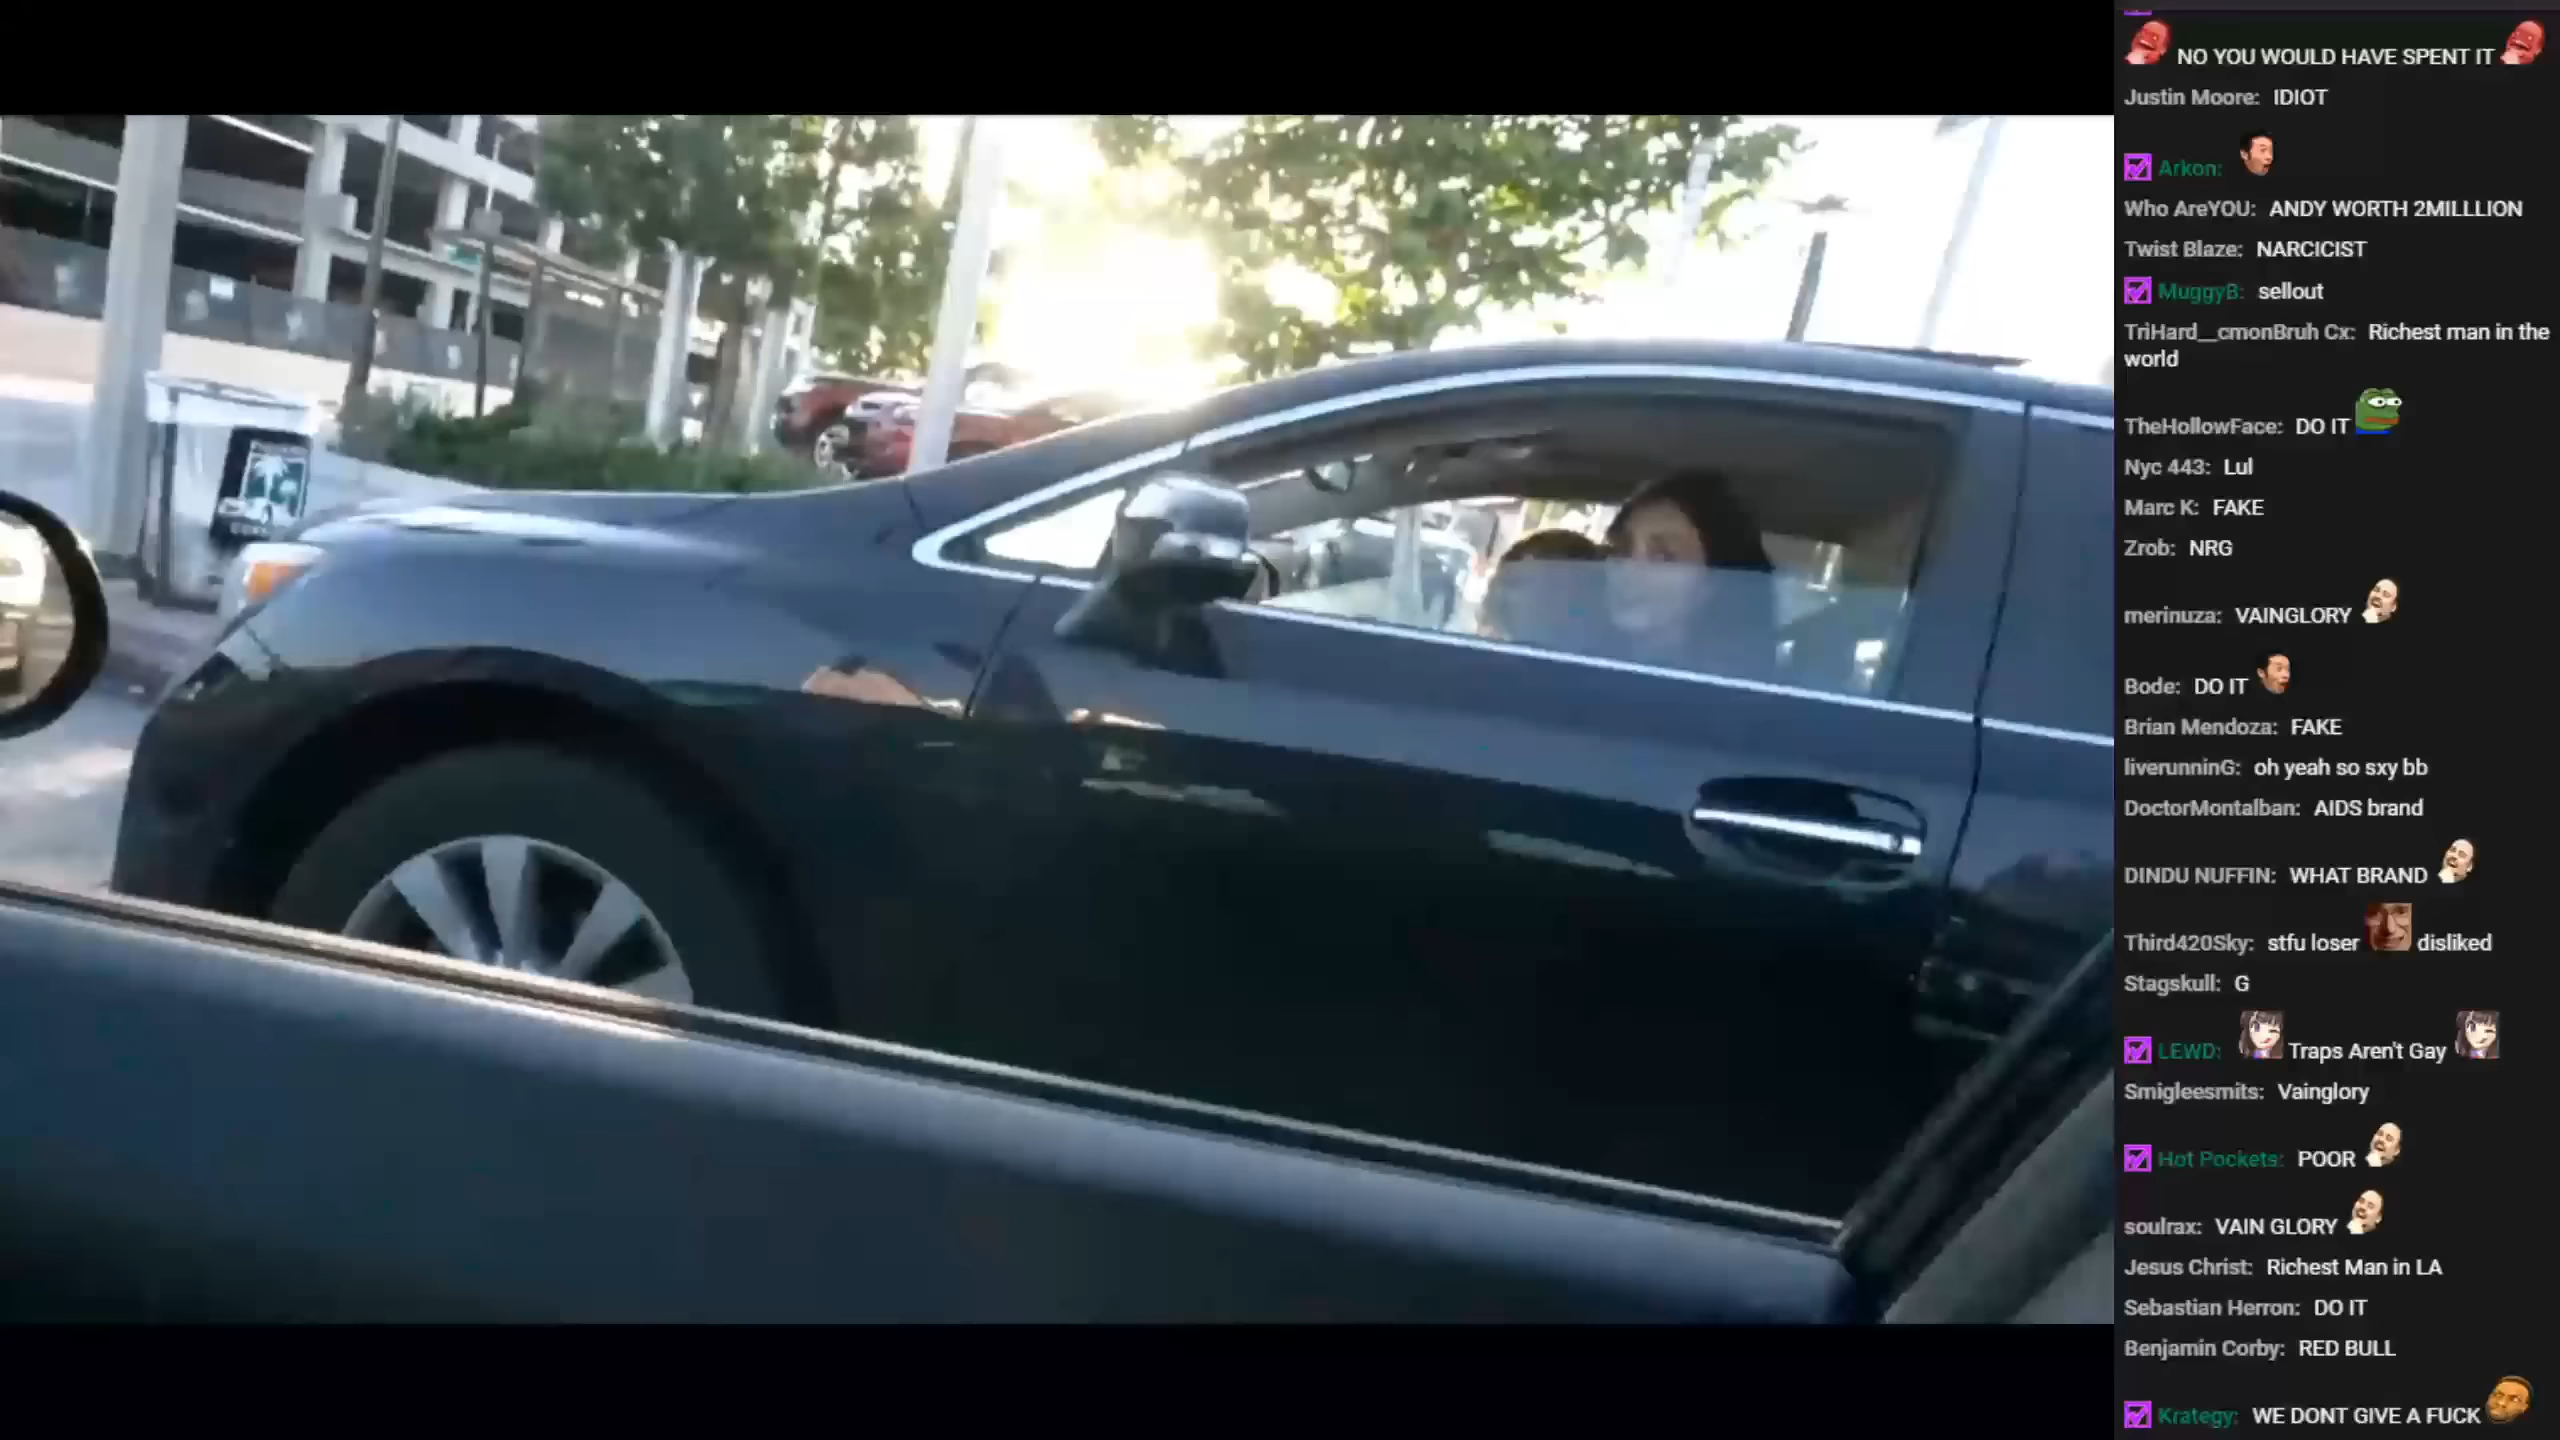 NO YOU WOULD HAVE SPENT IT
Justin Moore: IDIOT
Arkon:
Who AreYOU: ANDY WORTH 2MILLLION
Twist Blaze: NARCICIST
MuggyB: sellout
TriHard__cmonBruh Cx: Richest man in the
world
TheHollowFace: DO IT
Nyc 443: Lul
Marc K: FAKE
Zrob: NRG
merinuza: VAINGLORY
Bode: DO IT
Brian Mendoza: FAKE
liverunninG: oh yeah so sxy bb
DoctorMontalban: AIDS brand
DINDU NUFFIN: WHAT BRAND
Third420Sky: stfu loser disliked
Stagskull: G
LEWD: Traps Aren't Gay
Smigleesmits: Vainglory
Hot Pockets: POOR
soulrax: VAIN GLORY
Jesus Christ: Richest Man in LA
Sebastian Herron: DO IT
Benjamin Corby: RED BULL
Krategy: WE DONT GIVE A FUCK